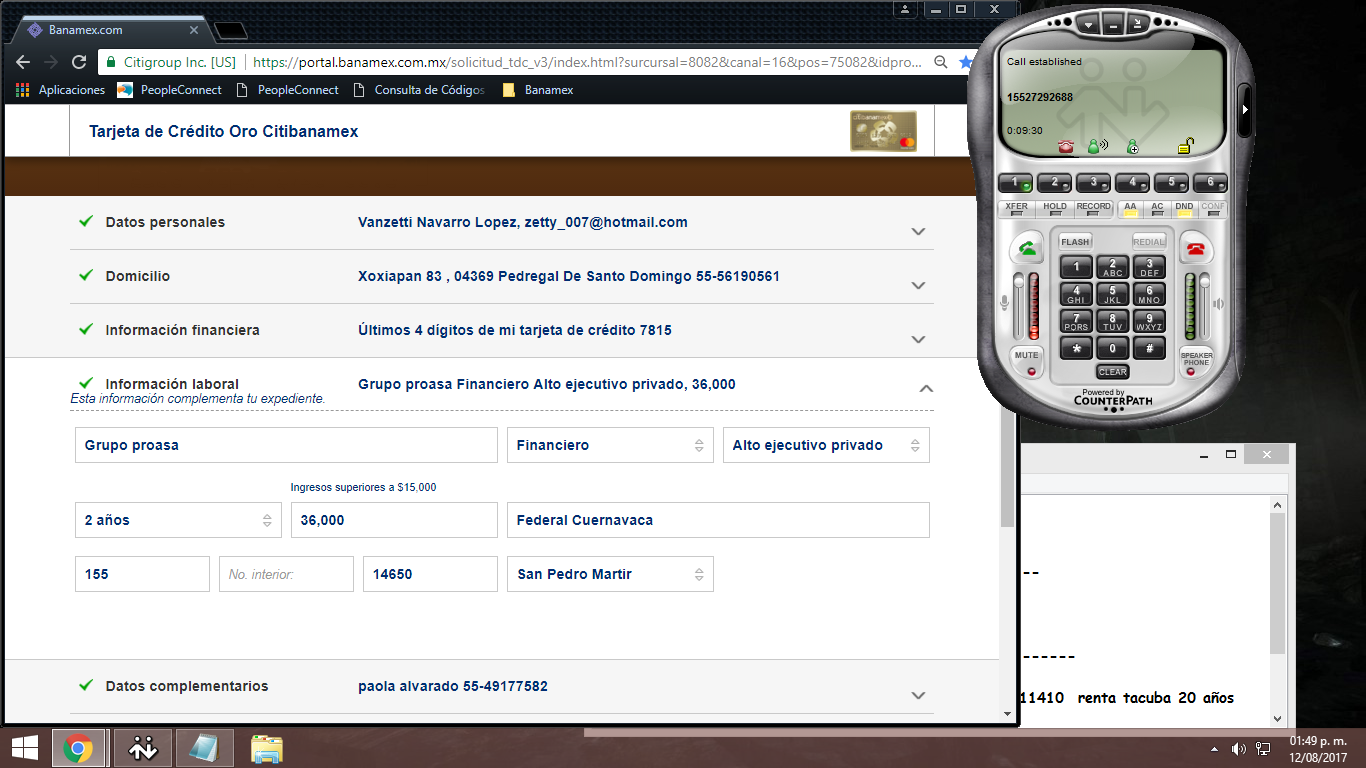 Banamex.com
Citigroup Inc. [US]
https://portal.banamex.com.mx/solicitud_tdc_v3/index.html?surcursal=8082&canal=16&pos=75082&idpro...
Aplicaciones
PeopleConnect
PeopleConnect
Consulta de Códigos
Banamex
Tarjeta de Crédito Oro Citibanamex
Datos personales
Vanzetti Navarro Lopez, zetty_007@hotmail.com
Domicilio
Xoxiapan 83 , 04369 Pedregal De Santo Domingo 55-56190561
Información financiera
Últimos 4 dígitos de mi tarjeta de crédito 7815
Información laboral
Grupo proasa Financiero Alto ejecutivo privado, 36,000
Esta información complementa tu expediente.
Grupo proasa
Financiero
Alto ejecutivo privado
Ingresos superiores a $15,000
2 años
36,000
Federal Cuernavaca
155
No. interior:
14650
San Pedro Martir
Datos complementarios
paola alvarado 55-49177582
Call established
15527292688
0:09:30
1 2 3 4 5 6
XFER HOLD RECORD AA AC DND CONF
FLASH REDIAL
1 2 ABC 3 DEF
4 GHI 5 JKL 6 MNO
7 PQRS 8 TUV 9 WXYZ
* 0 #
MUTE
SPEAKER PHONE
CLEAR
Powered by
COUNTERPATH
--
------
11410 renta tacuba 20 años
01:49 p. m.
12/08/2017